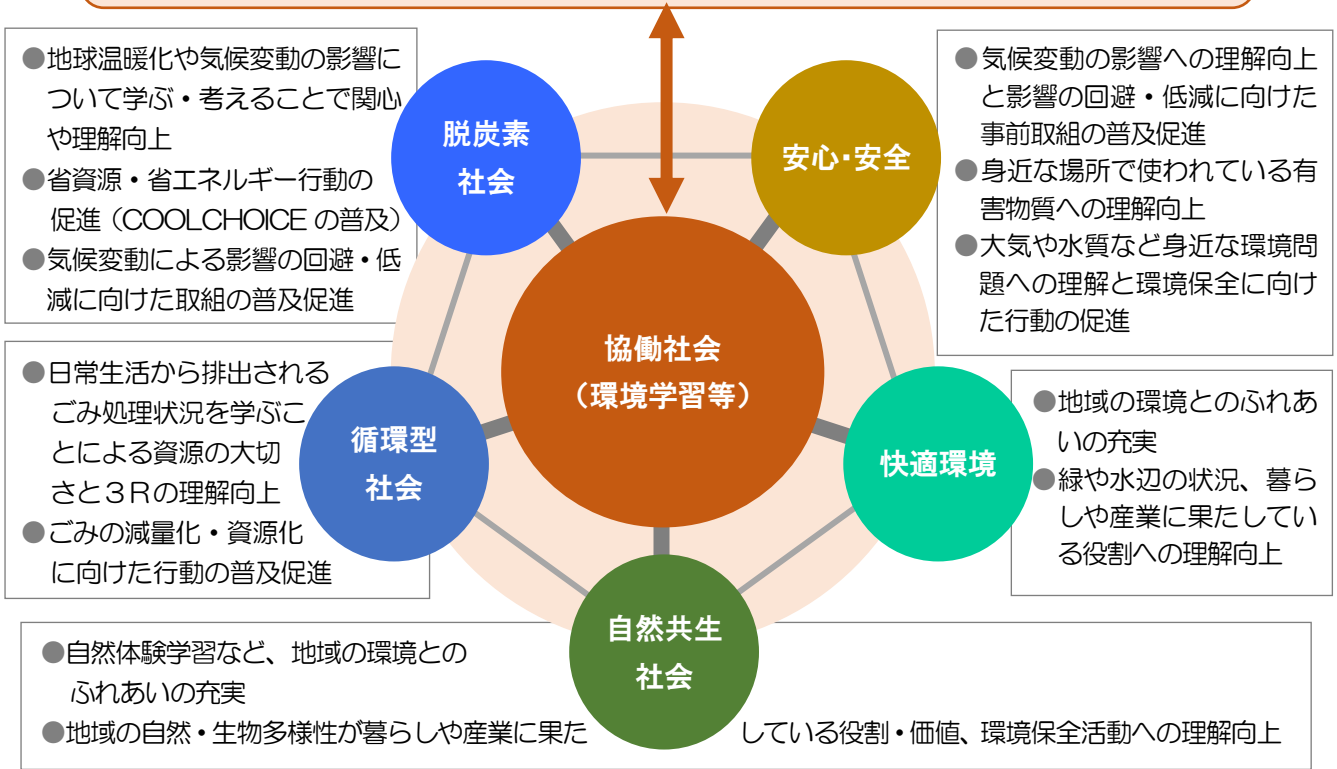 ●地球温暖化や気候変動の影響に
ついて学ぶ・考えることで関心
や理解向上
●省資源・省エネルギー行動の
促進（COOLCHOICE の普及）
●気候変動による影響の回避・低
減に向けた取組の普及促進
脱炭素
社会
安心・安全
●気候変動の影響への理解向上
と影響の回避・低減に向けた
事前取組の普及促進
●身近な場所で使われている有
害物質への理解向上
●大気や水質など身近な環境問
題への理解と環境保全に向け
た行動の促進
協働社会
（環境学習等）
●日常生活から排出される
ごみ処理状況を学ぶこ
とによる資源の大切
さと３Ｒの理解向上
●ごみの減量化・資源化
に向けた行動の普及促進
循環型
社会
快適環境
●地域の環境とのふれあ
いの充実
●緑や水辺の状況、暮ら
しや産業に果たしてい
る役割への理解向上
自然共生
社会
●自然体験学習など、地域の環境との
ふれあいの充実
●地域の自然・生物多様性が暮らしや産業に果た している役割・価値、環境保全活動への理解向上